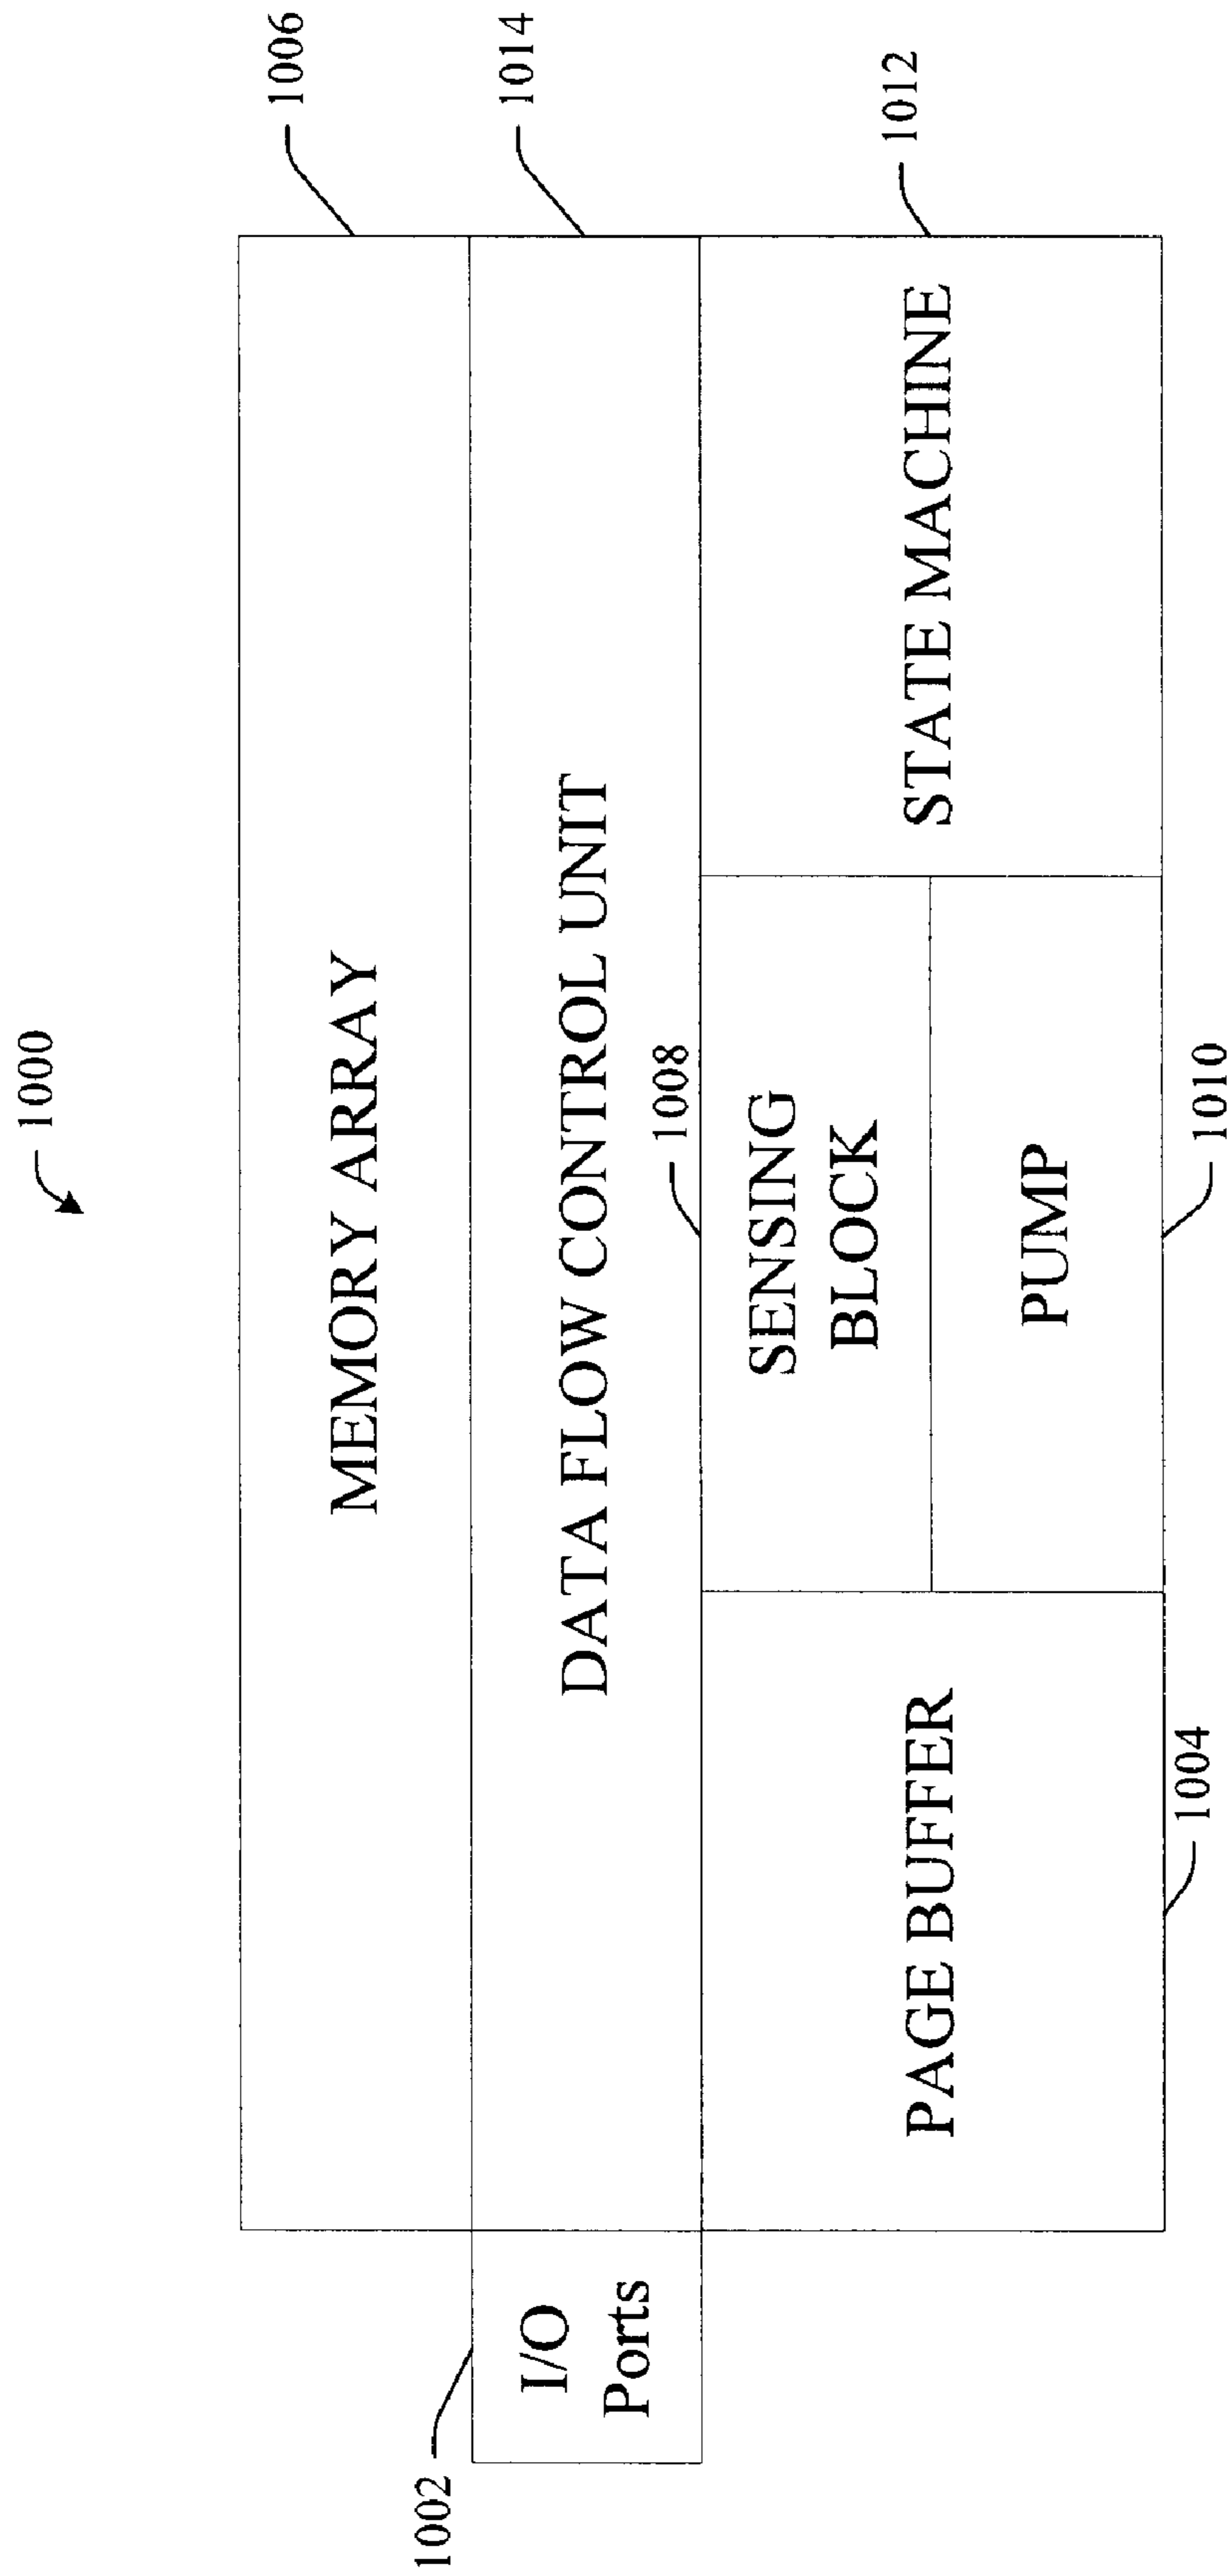 1000
1006
MEMORY ARRAY
1014
1002
I/O
Ports
DATA FLOW CONTROL UNIT
1008
1012
PAGE BUFFER
SENSING
BLOCK
STATE MACHINE
PUMP
1004
1010